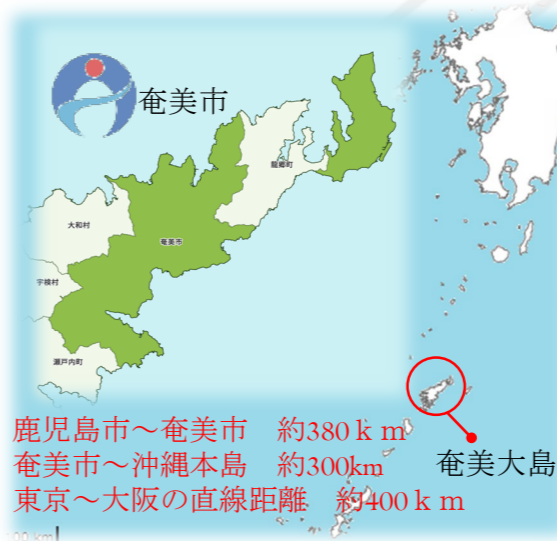 奄美市
龍郷町
大和村
奄美市
宇検村
瀬戸内町
鹿児島市～奄美市　約380ｋｍ
奄美市～沖縄本島　約300km
奄美大島
東京～大阪の直線距離　約400ｋｍ